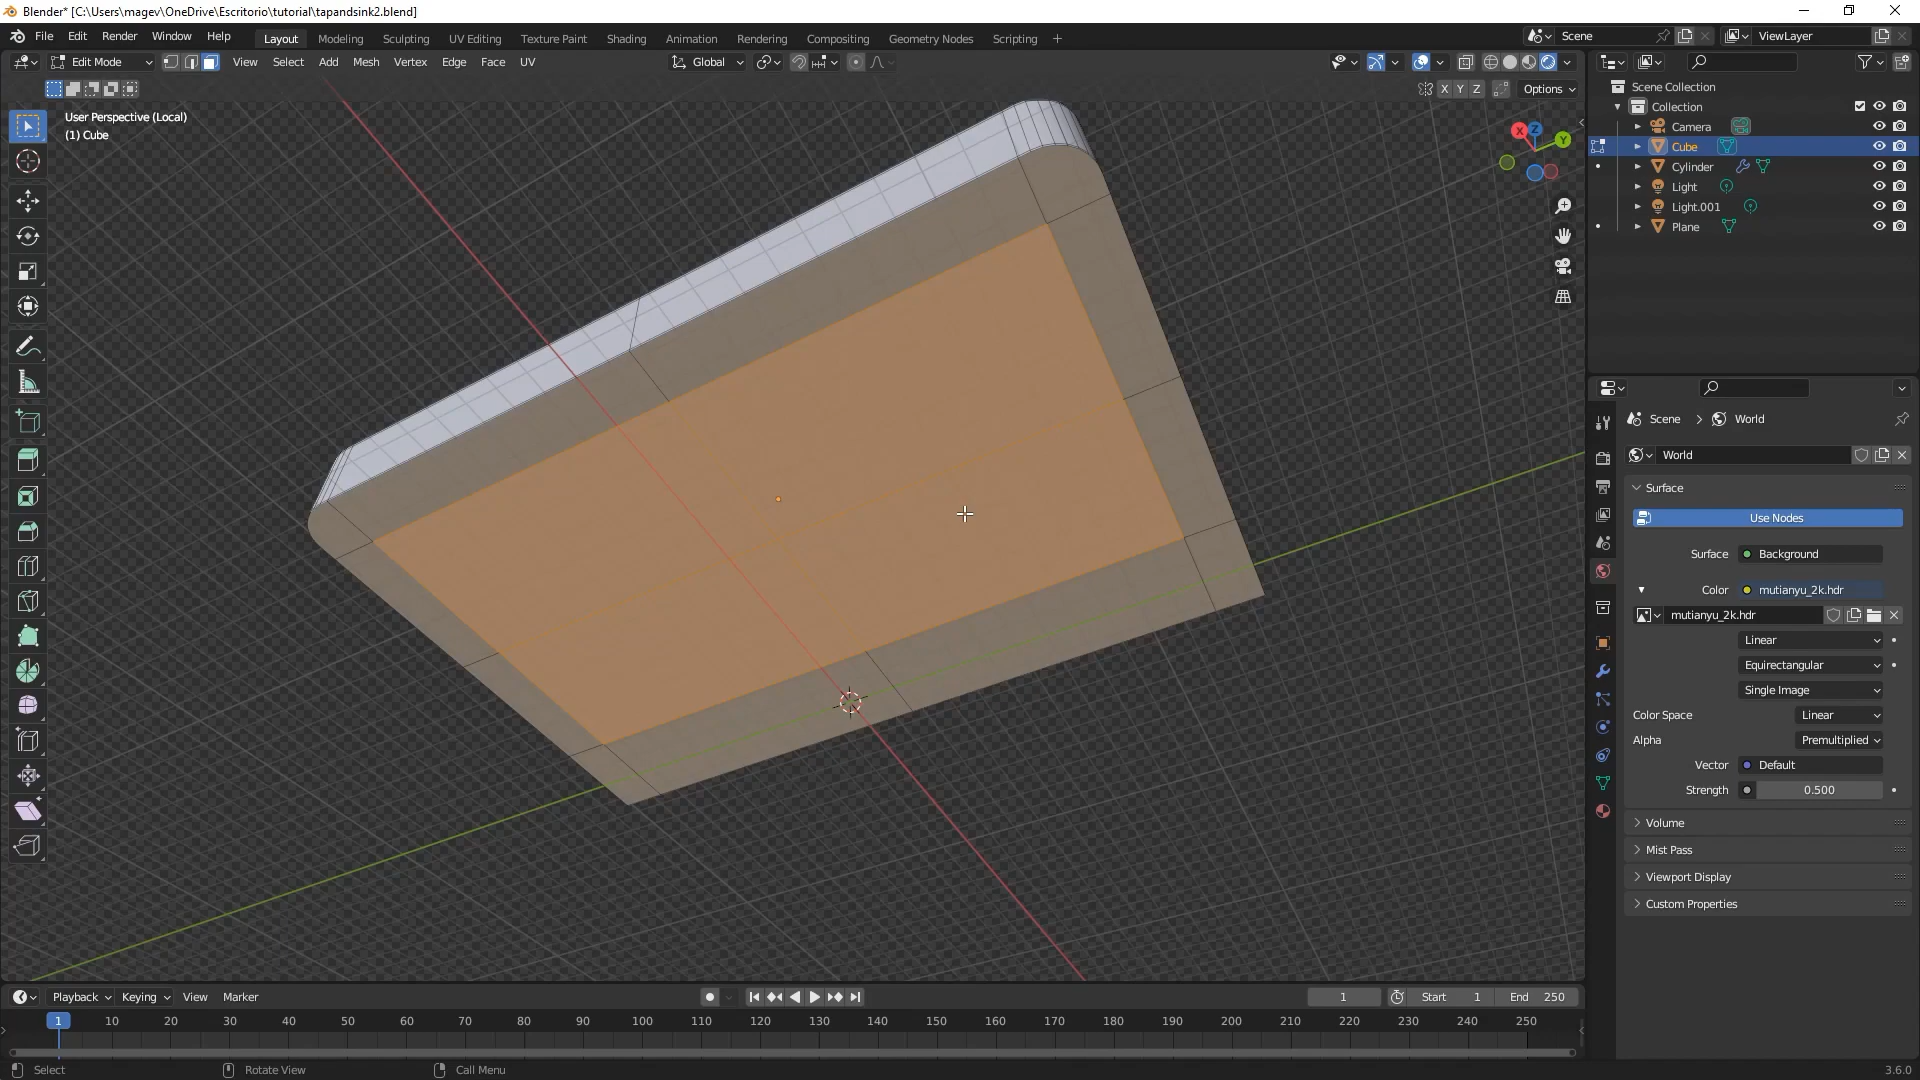 Blender* [C:\Users\magev\OneDrive\Escritorio\tutorial\tapandsink2.blend]
File Edit Render Window Help Layout Modeling Sculpting UV Editing Texture Paint Shading Animation Rendering Compositing Geometry Nodes Scripting + Scene ViewLayer
Edit Mode View Select Add Mesh Vertex Edge Face UV Global
X Y Z Options
User Perspective (Local)
(1) Cube
X Z Y
Scene Collection
Collection
Camera
Cube
Cylinder
Light
Light.001
Plane
Scene > World
World
Surface
Use Nodes
Surface Background
Color mutianyu_2k.hdr
mutianyu_2k.hdr
Linear
Equirectangular
Single Image
Color Space Linear
Alpha Premultiplied
Vector Default
Strength 0.500
Volume
Mist Pass
Viewport Display
Custom Properties
Playback Keying View Marker 1 Start 1 End 250
1 10 20 30 40 50 60 70 80 90 100 110 120 130 140 150 160 170 180 190 200 210 220 230 240 250
Select Rotate View Call Menu 3.6.0